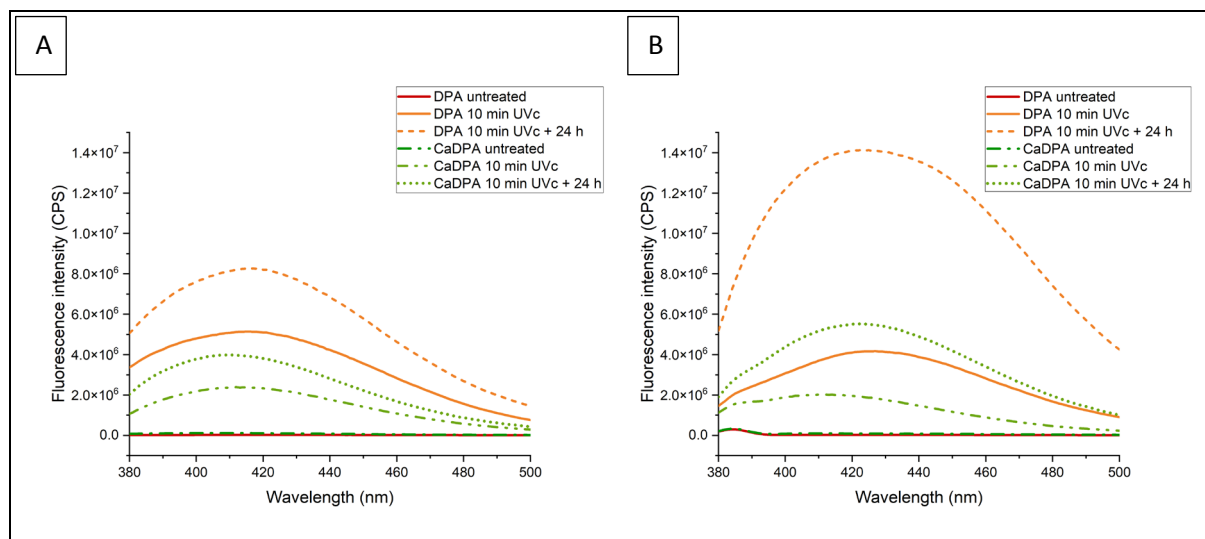 A
DPA untreated
DPA 10 min UVc
DPA 10 min UVc + 24 h
CaDPA untreated
CaDPA 10 min UVc
CaDPA 10 min UVc + 24 h
1.4×10⁷
1.2×10⁷
1.0×10⁷
8.0×10⁶
6.0×10⁶
4.0×10⁶
2.0×10⁶
0.0
Fluorescence intensity (CPS)
380 400 420 440 460 480 500
Wavelength (nm)
B
DPA untreated
DPA 10 min UVc
DPA 10 min UVc + 24 h
CaDPA untreated
CaDPA 10 min UVc
CaDPA 10 min UVc + 24 h
1.4×10⁷
1.2×10⁷
1.0×10⁷
8.0×10⁶
6.0×10⁶
4.0×10⁶
2.0×10⁶
0.0
Fluorescence intensity (CPS)
380 400 420 440 460 480 500
Wavelength (nm)